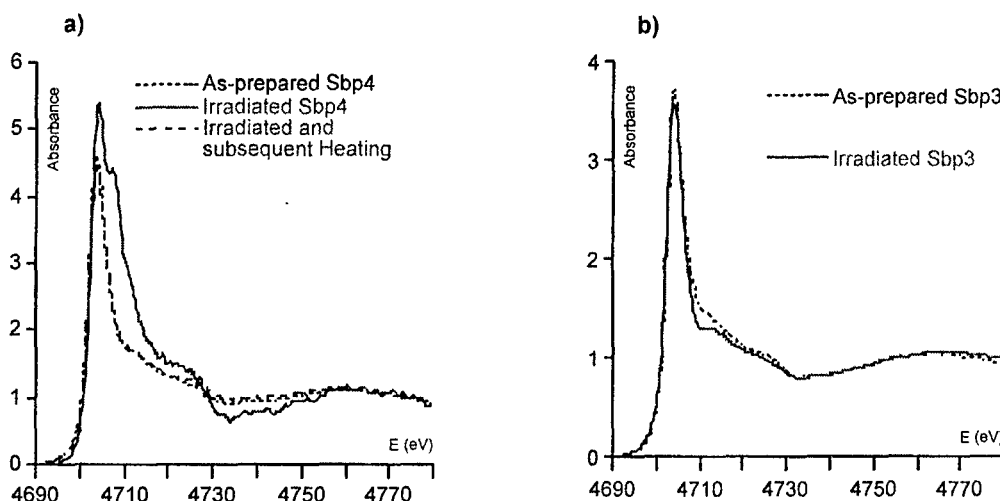 a)
6
5
4
3
2
1
0
Absorbance
As-prepared Sbp4
Irradiated Sbp4
Irradiated and
subsequent Heating
E (eV)
4690
4710
4730
4750
4770
b)
4
3
2
1
0
Absorbance
As-prepared Sbp3
Irradiated Sbp3
E (eV)
4690
4710
4730
4750
4770